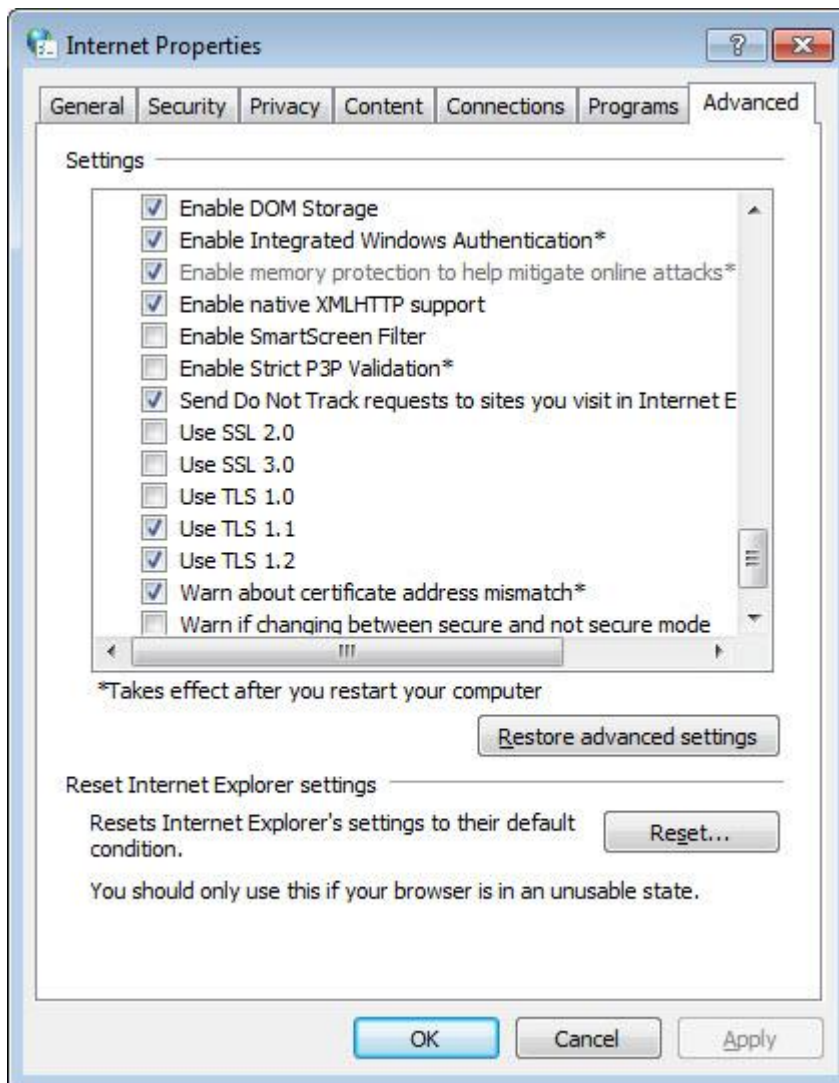 Internet Properties
General Security Privacy Content Connections Programs Advanced
Settings
Enable DOM Storage
Enable Integrated Windows Authentication*
Enable memory protection to help mitigate online attacks*
Enable native XMLHTTP support
Enable SmartScreen Filter
Enable Strict P3P Validation*
Send Do Not Track requests to sites you visit in Internet E
Use SSL 2.0
Use SSL 3.0
Use TLS 1.0
Use TLS 1.1
Use TLS 1.2
Warn about certificate address mismatch*
Warn if changing between secure and not secure mode
*Takes effect after you restart your computer
Restore advanced settings
Reset Internet Explorer settings
Resets Internet Explorer's settings to their default
condition.
Reset...
You should only use this if your browser is in an unusable state.
OK Cancel Apply